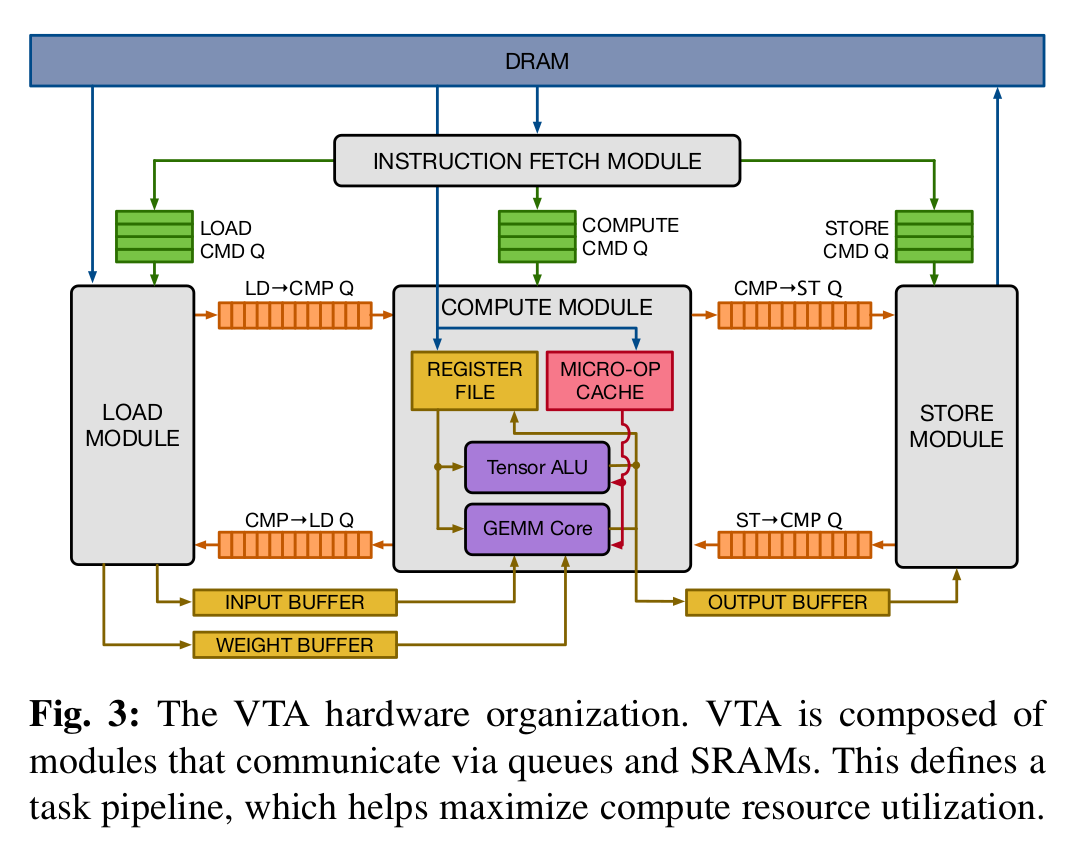 DRAM
INSTRUCTION FETCH MODULE
LOAD
CMD Q
COMPUTE
CMD Q
STORE
CMD Q
LD→CMP Q
CMP→ST Q
COMPUTE MODULE
REGISTER
FILE
MICRO-OP
CACHE
LOAD
MODULE
STORE
MODULE
Tensor ALU
GEMM Core
CMP→LD Q
ST→CMP Q
INPUT BUFFER
OUTPUT BUFFER
WEIGHT BUFFER
Fig. 3: The VTA hardware organization. VTA is composed of
modules that communicate via queues and SRAMs. This defines a
task pipeline, which helps maximize compute resource utilization.